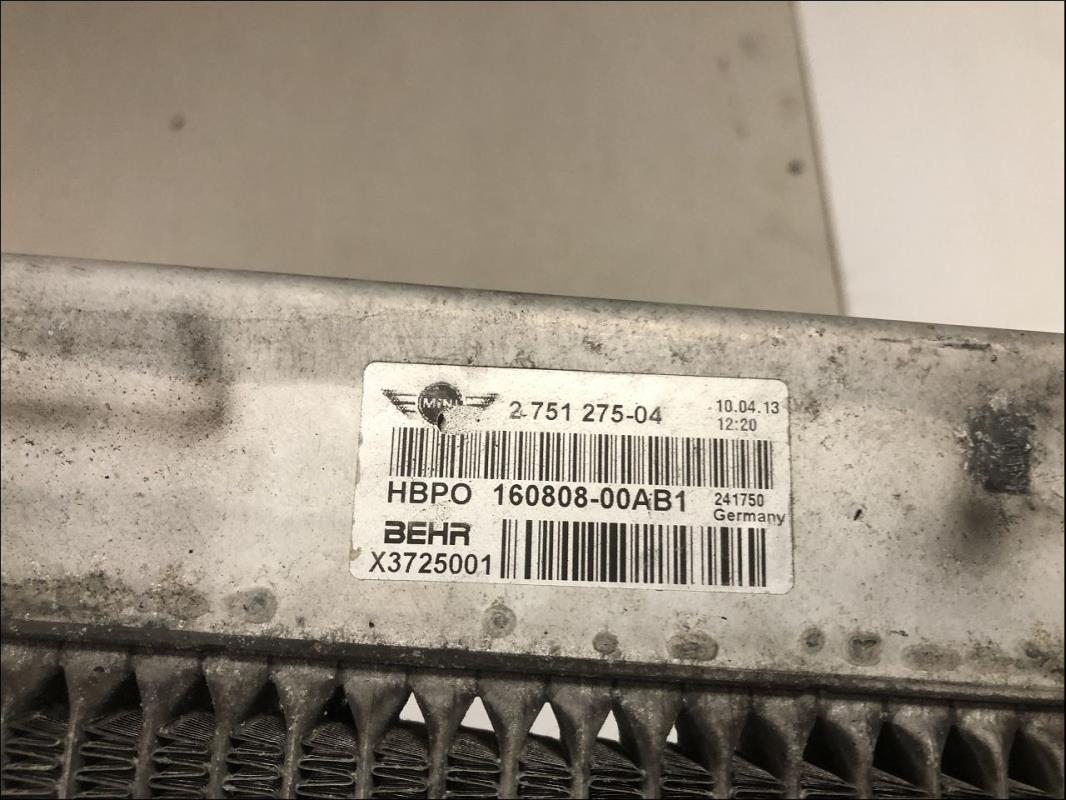 MINI 2 751 275-04 10.04.13
12:20
HBPO 160808-00AB1 241750
Germany
BEHR
X3725001